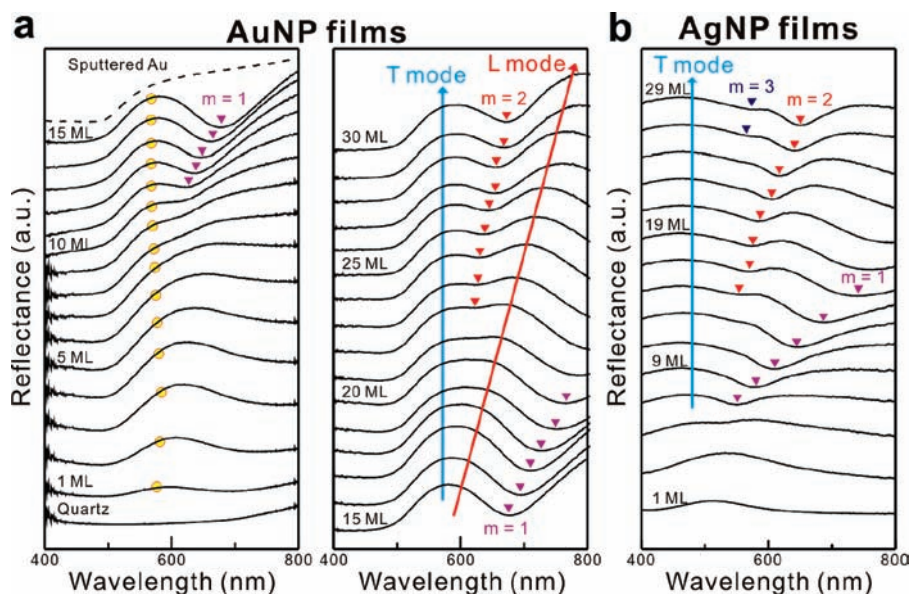 a
AuNP films
Sputtered Au
m = 1
15 ML
10 ML
5 ML
1 ML
Quartz
Reflectance (a.u.)
400 600 800
Wavelength (nm)
T mode
L mode
m = 2
30 ML
25 ML
20 ML
15 ML
m = 1
400 600 800
Wavelength (nm)
b
AgNP films
T mode
m = 3
29 ML
m = 2
19 ML
m = 1
9 ML
1 ML
Reflectance (a.u.)
400 600 800
Wavelength (nm)